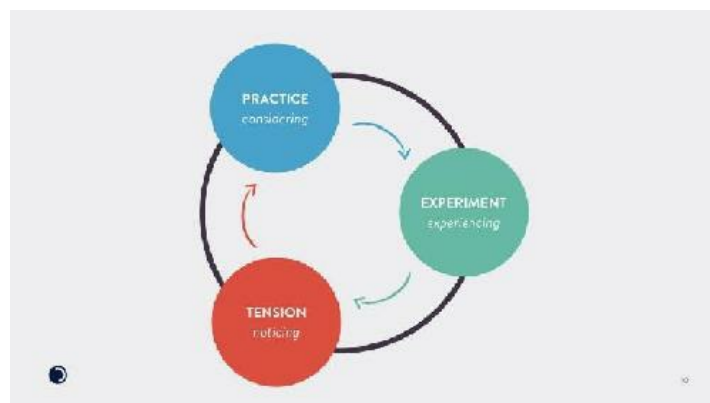 PRACTICE
considering
EXPERIMENT
experiencing
TENSION
noticing